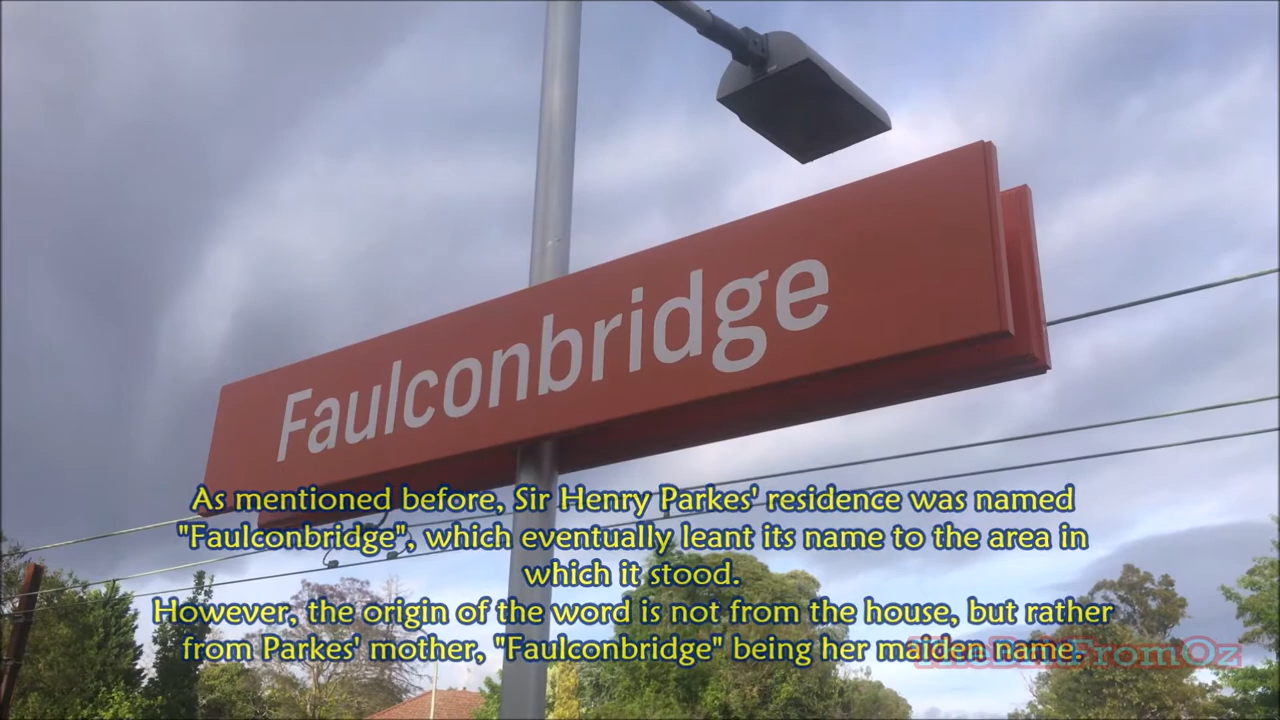 Faulconbridge
As mentioned before, Sir Henry Parkes' residence was named
"Faulconbridge", which eventually leant its name to the area in
which it stood.
However, the origin of the word is not from the house, but rather
from Parkes' mother, "Faulconbridge" being her maiden name.
TheBritFromOz